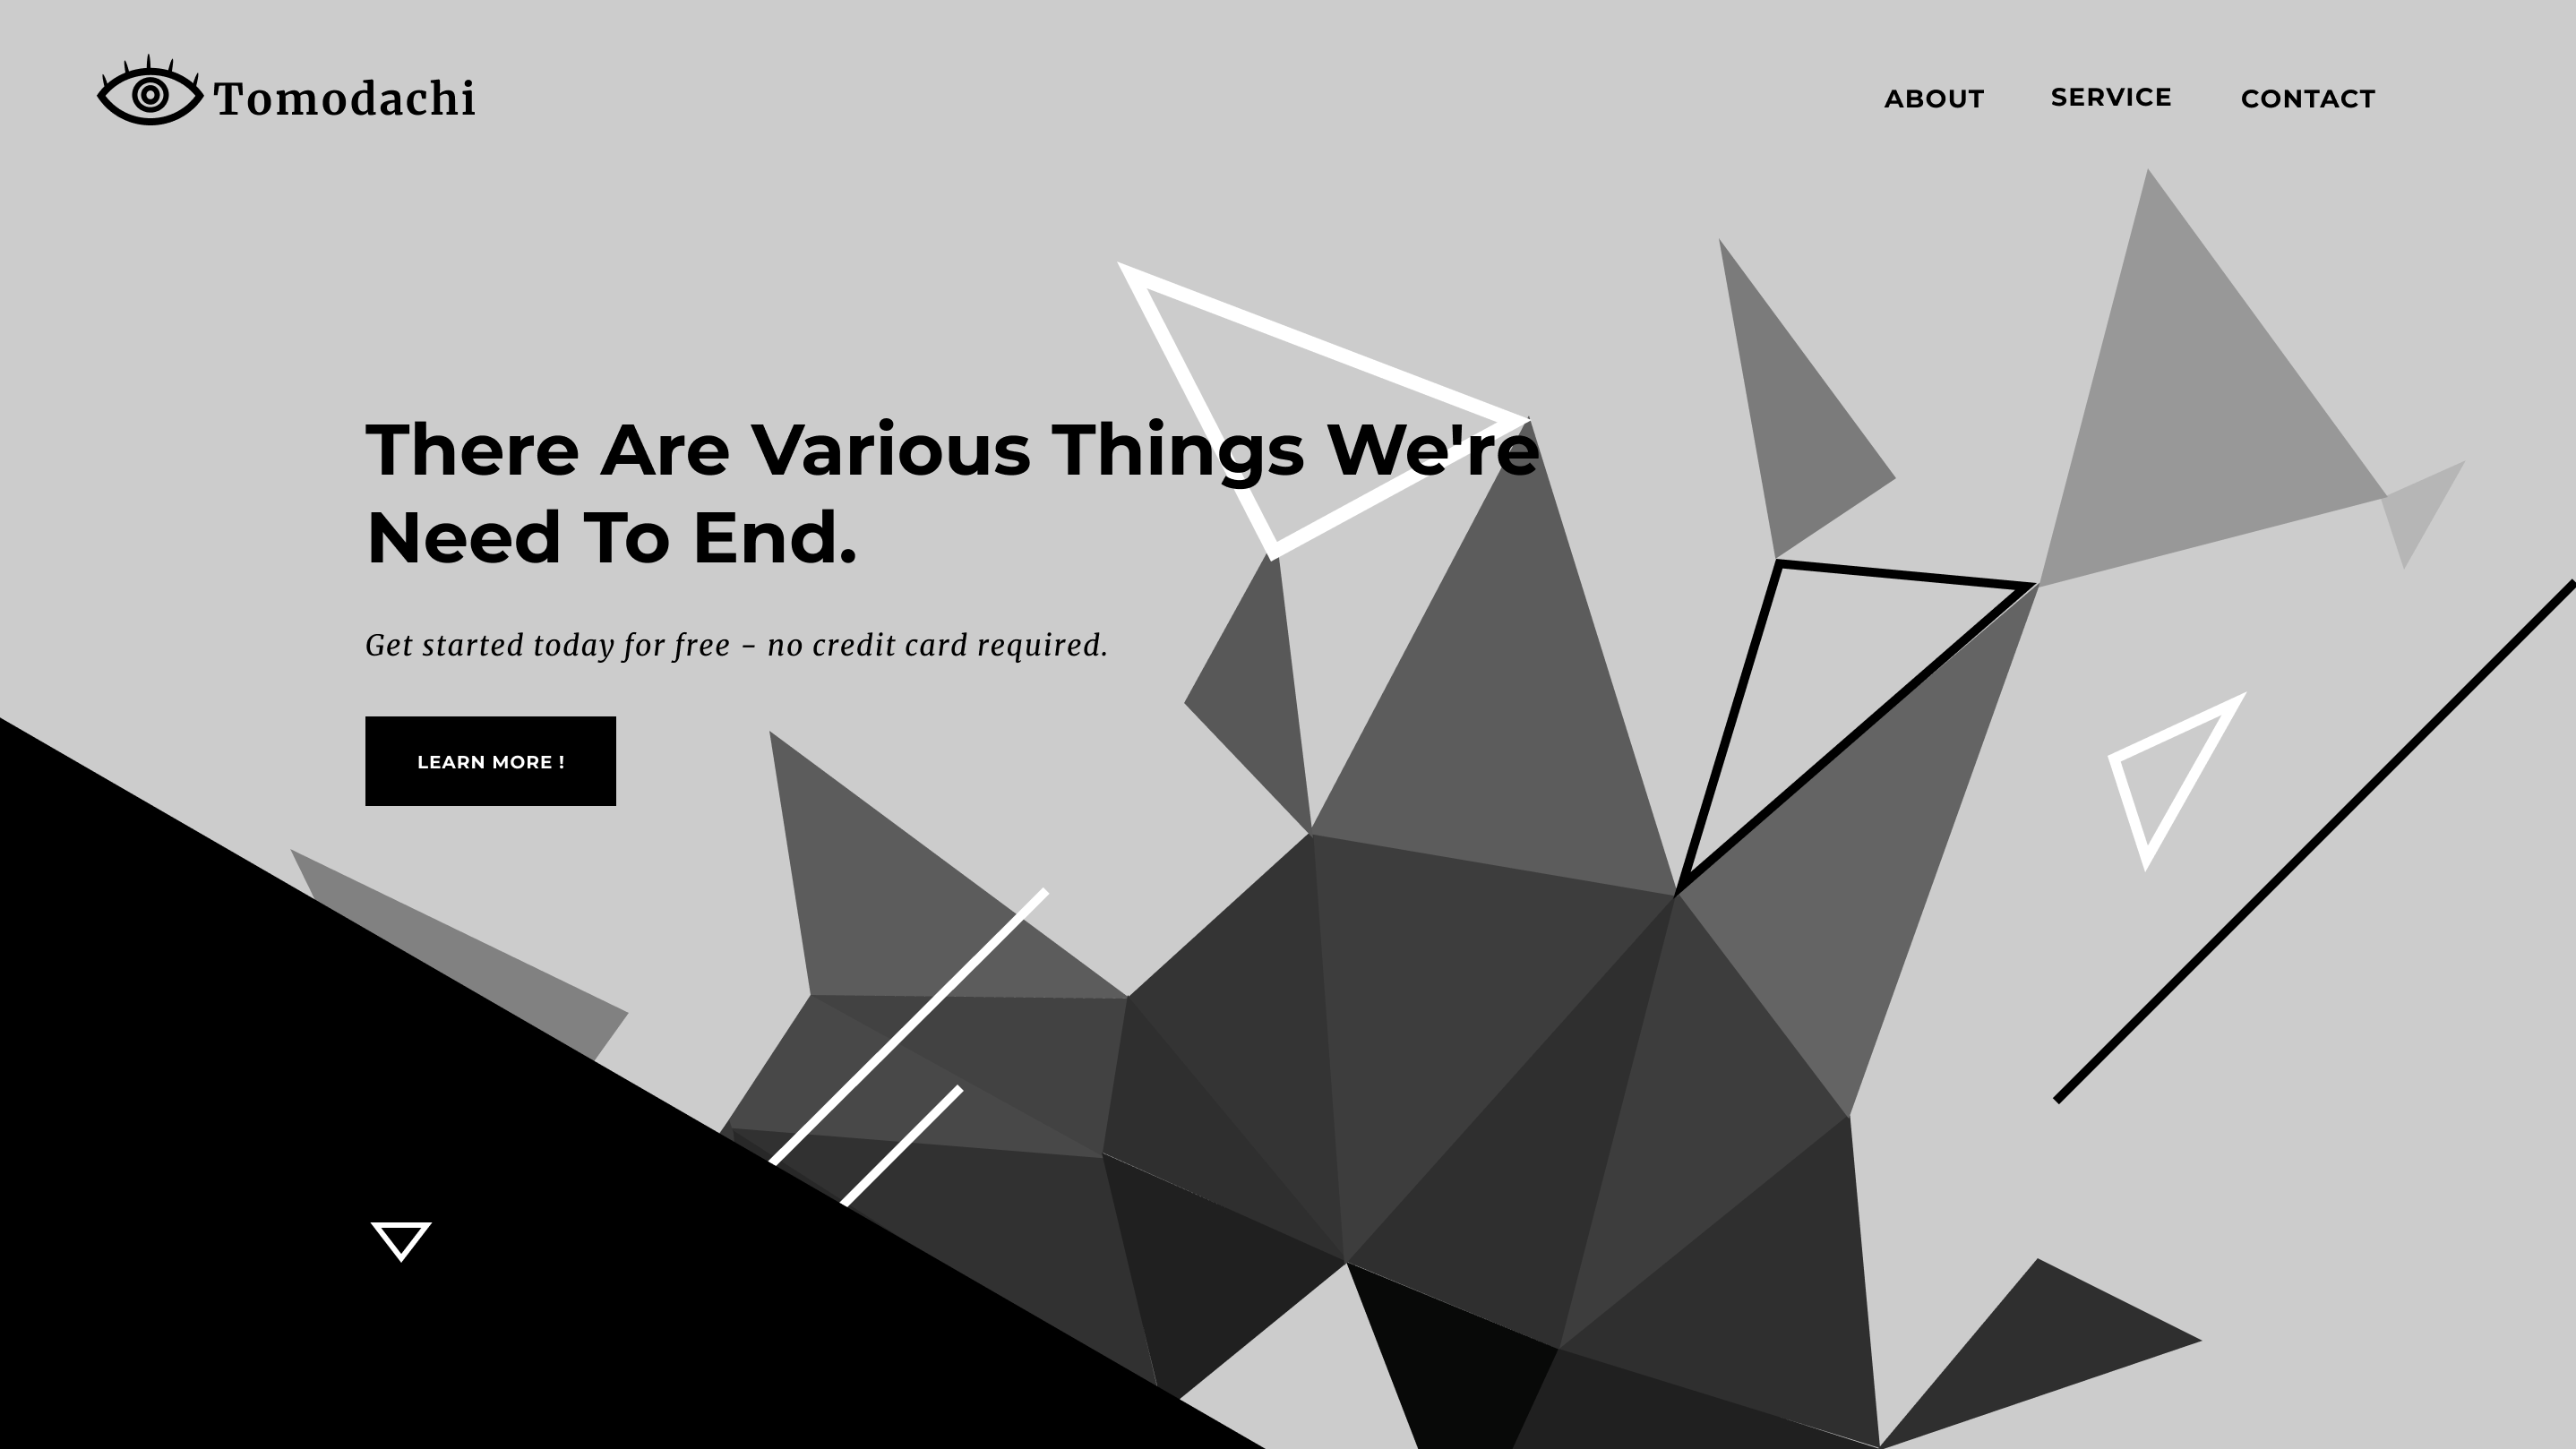 Tomodachi
ABOUT SERVICE CONTACT
There Are Various Things We're
Need To End.
Get started today for free – no credit card required.
LEARN MORE !